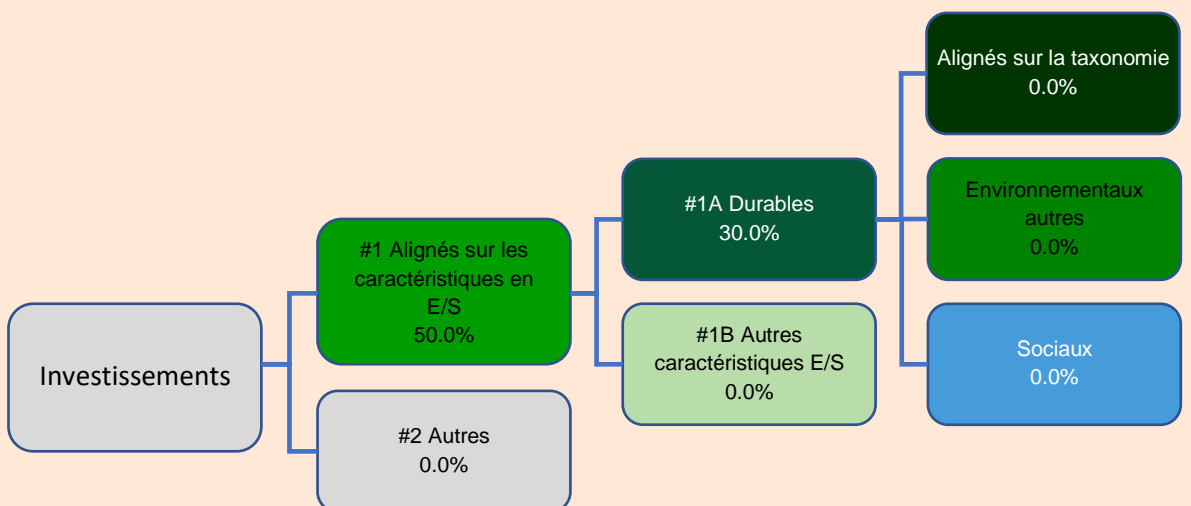 Investissements
#1 Alignés sur les
caractéristiques en
E/S
50.0%
#2 Autres
0.0%
#1A Durables
30.0%
#1B Autres
caractéristiques E/S
0.0%
Alignés sur la taxonomie
0.0%
Environnementaux
autres
0.0%
Sociaux
0.0%